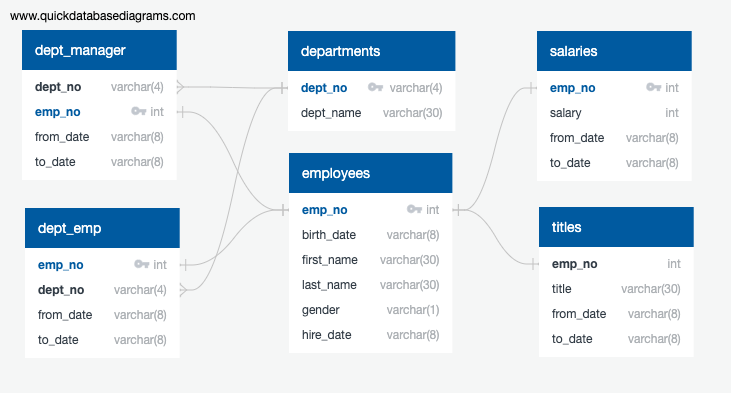 www.quickdatabasediagrams.com
dept_manager
dept_no varchar(4)
emp_no int
from_date varchar(8)
to_date varchar(8)
departments
dept_no varchar(4)
dept_name varchar(30)
salaries
emp_no int
salary int
from_date varchar(8)
to_date varchar(8)
employees
emp_no int
birth_date varchar(8)
first_name varchar(30)
last_name varchar(30)
gender varchar(1)
hire_date varchar(8)
dept_emp
emp_no int
dept_no varchar(4)
from_date varchar(8)
to_date varchar(8)
titles
emp_no int
title varchar(30)
from_date varchar(8)
to_date varchar(8)